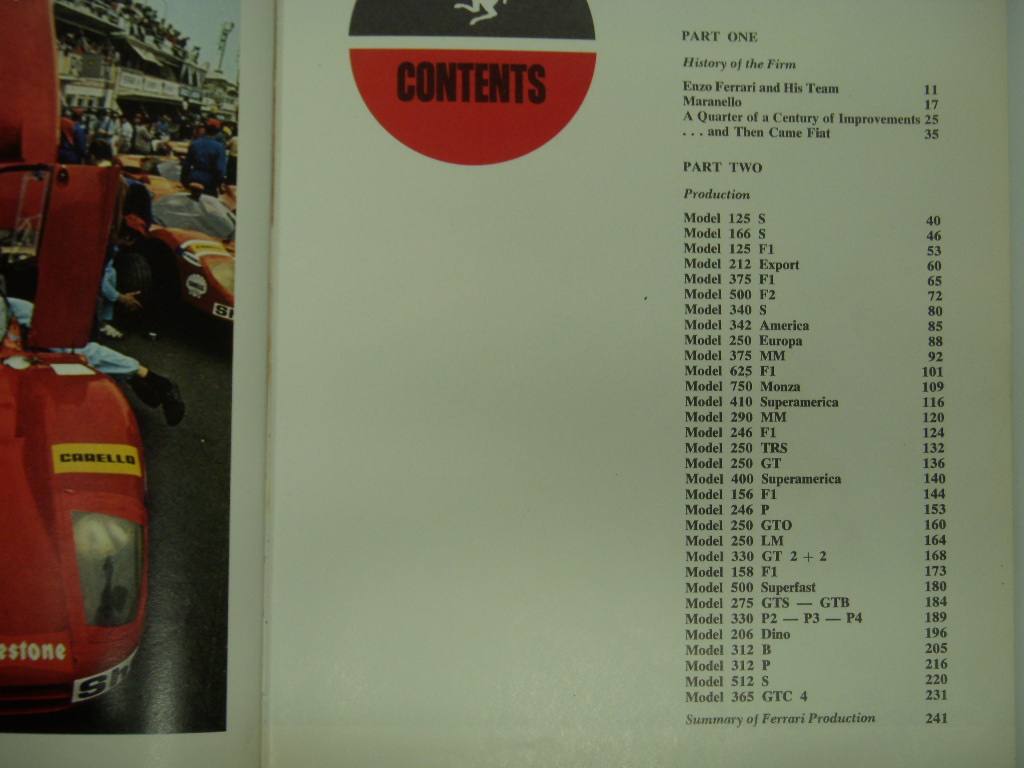 CARELLO
estone
Sh
SH
CONTENTS
PART ONE
History of the Firm
Enzo Ferrari and His Team 11
Maranello 17
A Quarter of a Century of Improvements 25
. . . and Then Came Fiat 35
PART TWO
Production
Model 125 S 40
Model 166 S 46
Model 125 F1 53
Model 212 Export 60
Model 375 F1 65
Model 500 F2 72
Model 340 S 80
Model 342 America 85
Model 250 Europa 88
Model 375 MM 92
Model 625 F1 101
Model 750 Monza 109
Model 410 Superamerica 116
Model 290 MM 120
Model 246 F1 124
Model 250 TRS 132
Model 250 GT 136
Model 400 Superamerica 140
Model 156 F1 144
Model 246 P 153
Model 250 GTO 160
Model 250 LM 164
Model 330 GT 2 + 2 168
Model 158 F1 173
Model 500 Superfast 180
Model 275 GTS — GTB 184
Model 330 P2 — P3 — P4 189
Model 206 Dino 196
Model 312 B 205
Model 312 P 216
Model 512 S 220
Model 365 GTC 4 231
Summary of Ferrari Production 241